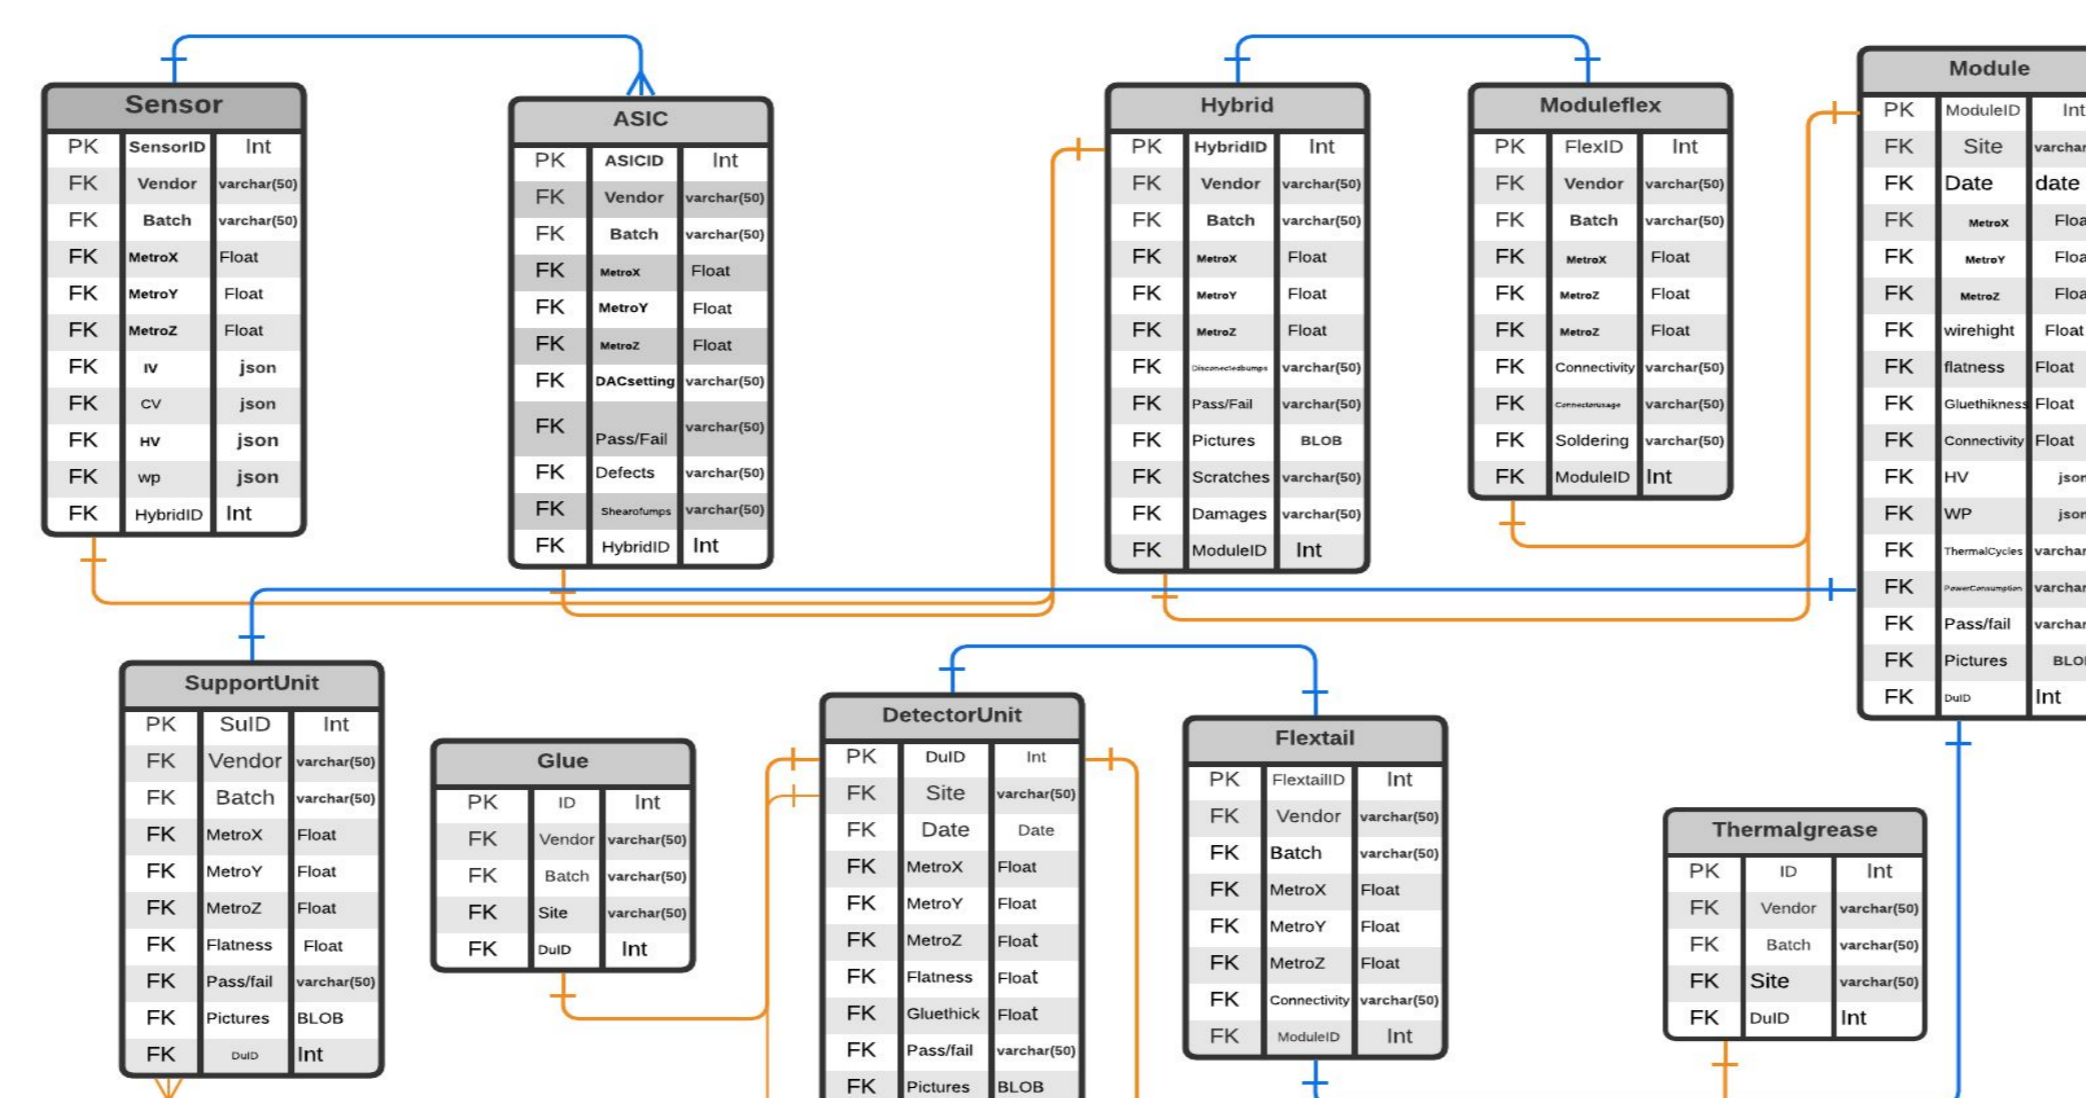 Sensor
PK SensorID Int
FK Vendor varchar(50)
FK Batch varchar(50)
FK MetroX Float
FK MetroY Float
FK MetroZ Float
FK IV json
FK CV json
FK HV json
FK wp json
FK HybridID Int
ASIC
PK ASICID Int
FK Vendor varchar(50)
FK Batch varchar(50)
FK MetroX Float
FK MetroY Float
FK MetroZ Float
FK DACsetting varchar(50)
FK Pass/Fail varchar(50)
FK Defects varchar(50)
FK Shearofumps varchar(50)
FK HybridID Int
Hybrid
PK HybridID Int
FK Vendor varchar(50)
FK Batch varchar(50)
FK MetroX Float
FK MetroY Float
FK MetroZ Float
FK Disconectedbumps varchar(50)
FK Pass/Fail varchar(50)
FK Pictures BLOB
FK Scratches varchar(50)
FK Damages varchar(50)
FK ModuleID Int
Moduleflex
PK FlexID Int
FK Vendor varchar(50)
FK Batch varchar(50)
FK MetroX Float
FK MetroZ Float
FK MetroZ Float
FK Connectivity varchar(50)
FK Connectorusage varchar(50)
FK Soldering varchar(50)
FK ModuleID Int
Module
PK ModuleID Int
FK Site varchar
FK Date date
FK MetroX Floa
FK MetroY Floa
FK MetroZ Floa
FK wirehight Float
FK flatness Float
FK Gluethikness Float
FK Connectivity Float
FK HV json
FK WP json
FK ThermalCycles varchar
FK PowerConsumption varchar
FK Pass/fail varchar
FK Pictures BLO
FK DuID Int
SupportUnit
PK SuID Int
FK Vendor varchar(50)
FK Batch varchar(50)
FK MetroX Float
FK MetroY Float
FK MetroZ Float
FK Flatness Float
FK Pass/fail varchar(50)
FK Pictures BLOB
FK DuID Int
Glue
PK ID Int
FK Vendor varchar(50)
FK Batch varchar(50)
FK Site varchar(50)
FK DuID Int
DetectorUnit
PK DuID Int
FK Site varchar(50)
FK Date Date
FK MetroX Float
FK MetroY Float
FK MetroZ Float
FK Flatness Float
FK Gluethick Float
FK Pass/fail varchar(50)
FK Pictures BLOB
Flextail
PK FlextailID Int
FK Vendor varchar(50)
FK Batch varchar(50)
FK MetroX Float
FK MetroY Float
FK MetroZ Float
FK Connectivity varchar(50)
FK ModuleID Int
Thermalgrease
PK ID Int
FK Vendor varchar(50)
FK Batch varchar(50)
FK Site varchar(50)
FK DuID Int